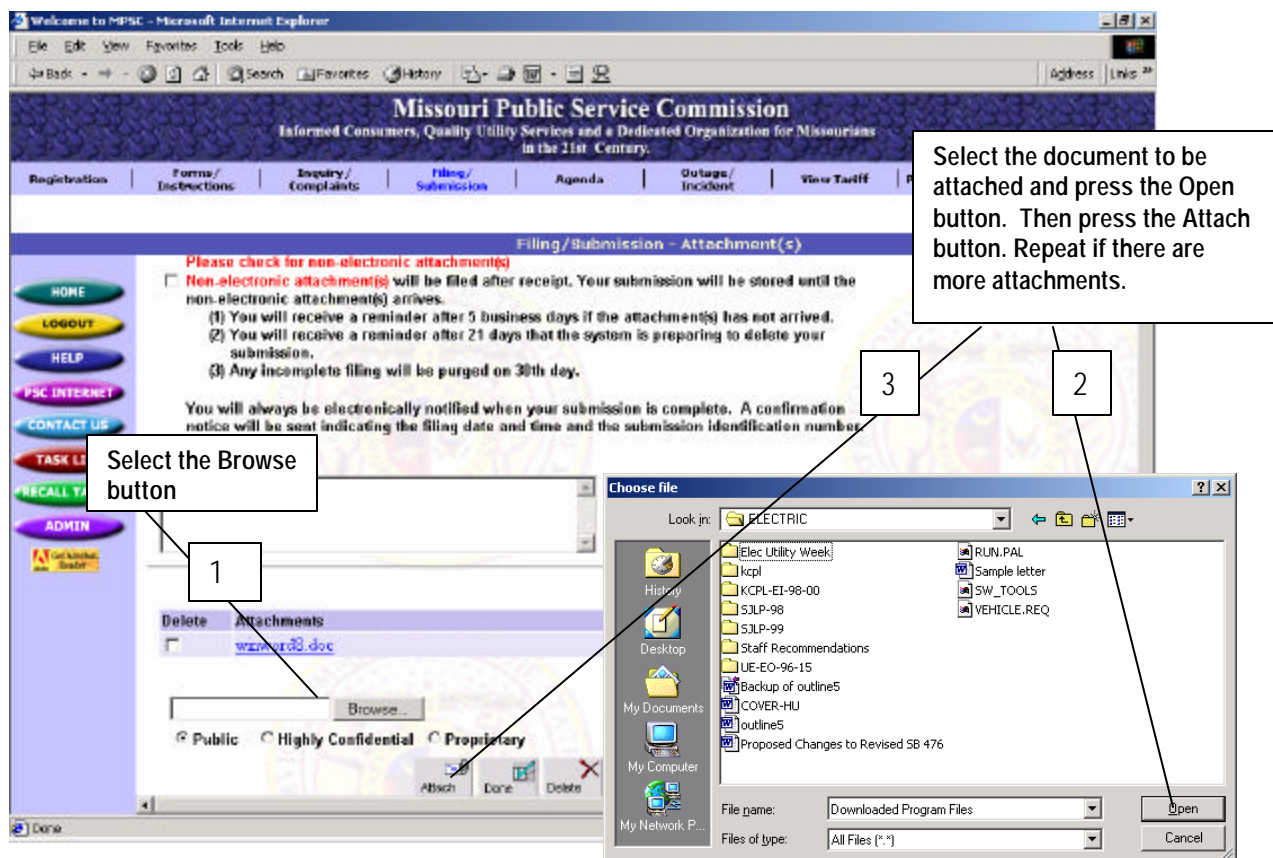 Welcome to MPSC - Microsoft Internet Explorer
File Edit View Favorites Tools Help
Back Search Favorites History Address Links
Missouri Public Service Commission
Informed Consumers, Quality Utility Services and a Dedicated Organization for Missourians
in the 21st Century.
Registration
Forms/
Instructions
Inquiry/
Complaints
Filing/
Submission
Agenda
Outage/
Incident
View Tariff
Select the document to be
attached and press the Open
button. Then press the Attach
button. Repeat if there are
more attachments.
Filing/Submission - Attachment(s)
HOME
LOGOUT
HELP
PSC INTERNET
CONTACT US
TASK LI
RECALL TA
ADMIN
Get Acrobat
Reader
Please check for non-electronic attachment(s)
Non-electronic attachment(s) will be filed after receipt. Your submission will be stored until the
non-electronic attachment(s) arrives.
(1) You will receive a reminder after 5 business days if the attachment(s) has not arrived.
(2) You will receive a reminder after 21 days that the system is preparing to delete your
submission.
(3) Any incomplete filing will be purged on 30th day.
You will always be electronically notified when your submission is complete. A confirmation
notice will be sent indicating the filing date and time and the submission identification number.
3
2
Select the Browse
button
1
Delete Attachments
winword8.doc
Browse...
Public Highly Confidential Proprietary
Attach Done Delete
Done
Choose file
Look in: ELECTRIC
History
Desktop
My Documents
My Computer
My Network P...
Elec Utility Week
kcpl
KCPL-EI-98-00
SJLP-98
SJLP-99
Staff Recommendations
UE-EO-96-15
Backup of outline5
COVER-HU
outline5
Proposed Changes to Revised SB 476
RUN.PAL
Sample letter
SW_TOOLS
VEHICLE.REQ
File name: Downloaded Program Files Open
Files of type: All Files (*.*) Cancel